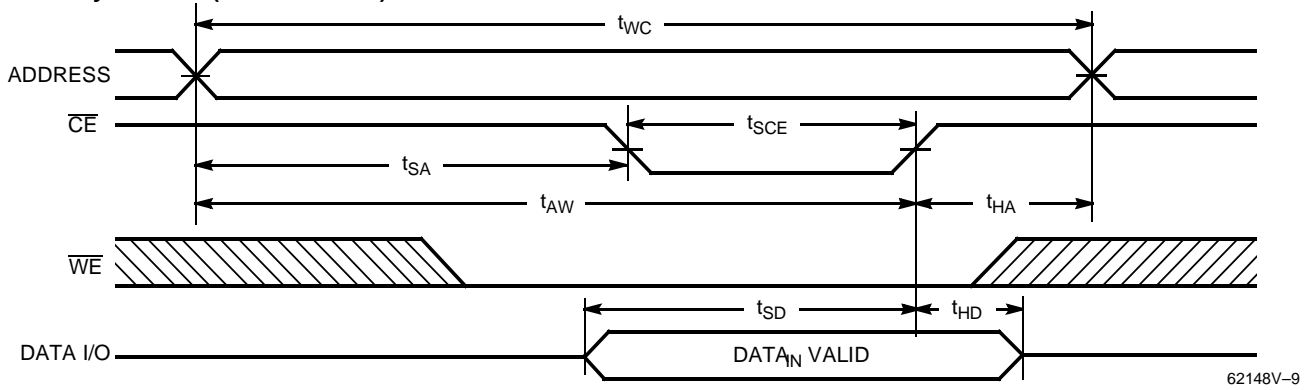 tWC
ADDRESS
CE
tSCE
tSA
tAW
tHA
WE
tSD
tHD
DATA I/O
DATAIN VALID
62148V–9